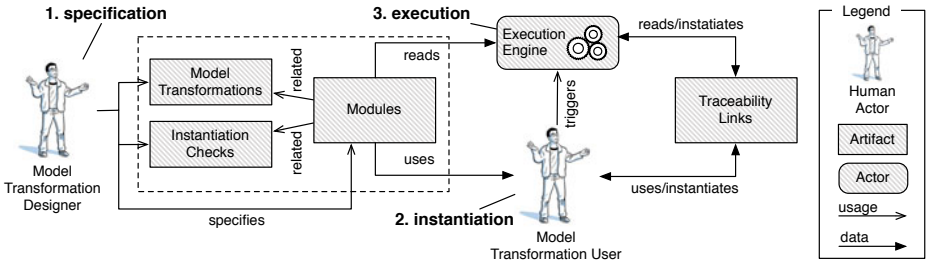 1. specification
3. execution
Legend
Model
Transformations
Instantiation
Checks
related
related
Modules
reads
uses
Execution
Engine
reads/instatiates
triggers
Traceability
Links
uses/instantiates
Model
Transformation
Designer
specifies
2. instantiation
Model
Transformation User
Human
Actor
Artifact
Actor
usage
data